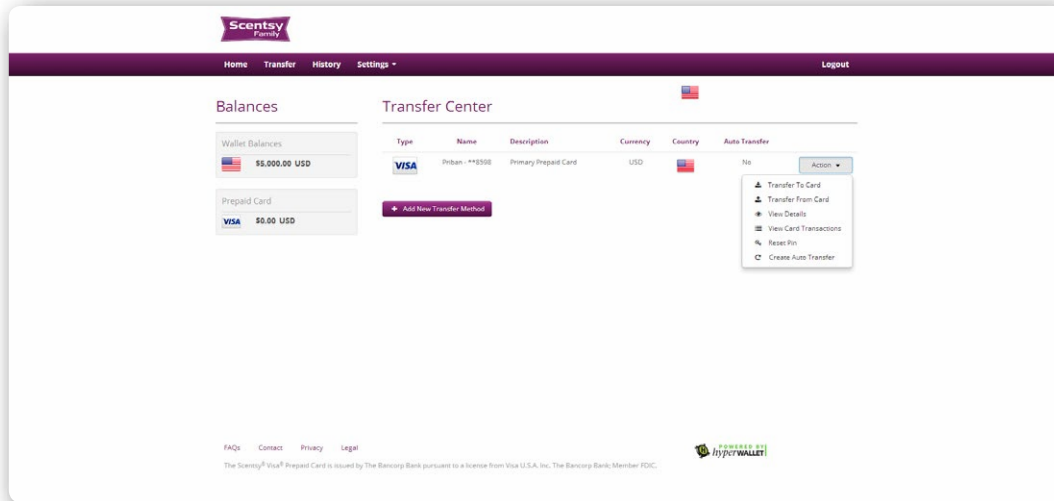 Scentsy
Family
Home Transfer History Settings Logout
Balances
Transfer Center
Wallet Balances
$5,000.00 USD
Prepaid Card
VISA $0.00 USD
Type Name Description Currency Country Auto Transfer
VISA Priban - **8598 Primary Prepaid Card USD No Action
Transfer To Card
Transfer From Card
View Details
View Card Transactions
Reset Pin
Create Auto Transfer
+ Add New Transfer Method
FAQs Contact Privacy Legal
POWERED BY
hyperWALLET
The Scentsy® Visa® Prepaid Card is issued by The Bancorp Bank pursuant to a license from Visa U.S.A. Inc. The Bancorp Bank; Member FDIC.